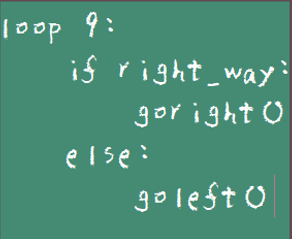 loop 9:
if right_way:
goright()
else:
goleft()